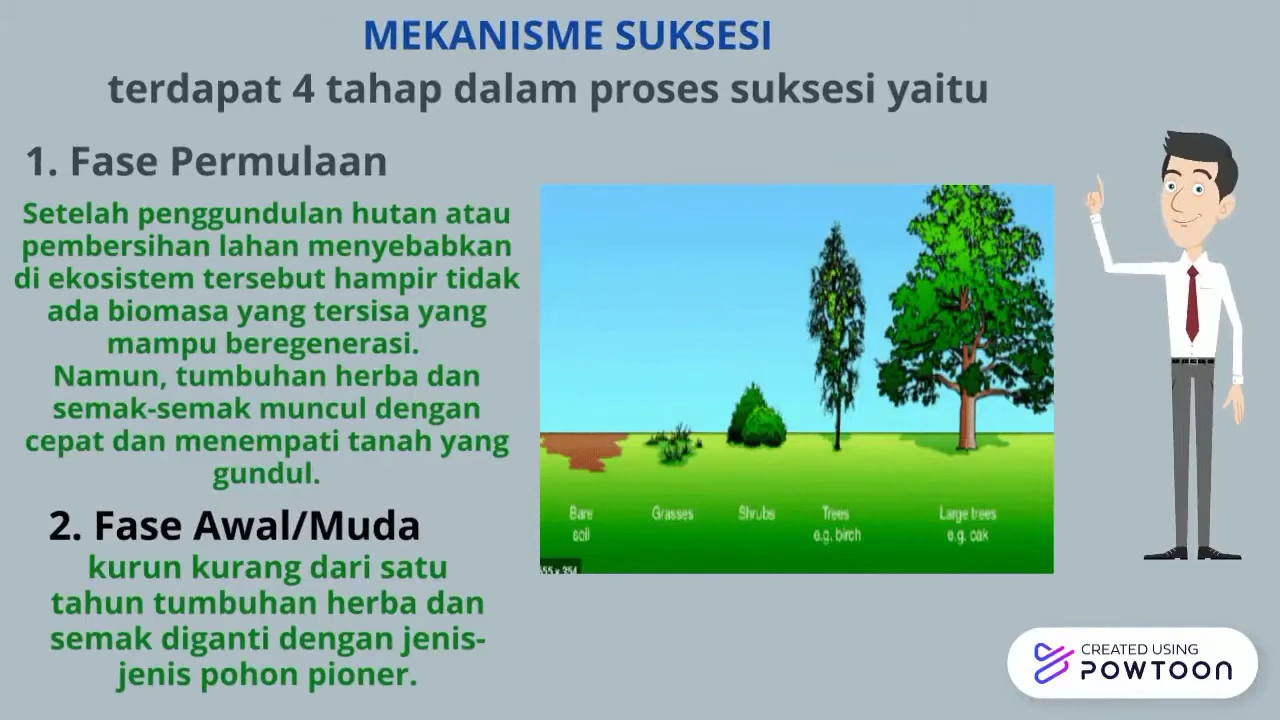 MEKANISME SUKSESI
terdapat 4 tahap dalam proses suksesi yaitu
1. Fase Permulaan
Setelah penggundulan hutan atau
pembersihan lahan menyebabkan
di ekosistem tersebut hampir tidak
ada biomasa yang tersisa yang
mampu beregenerasi.
Namun, tumbuhan herba dan
semak-semak muncul dengan
cepat dan menempati tanah yang
gundul.
2. Fase Awal/Muda
kurun kurang dari satu
tahun tumbuhan herba dan
semak diganti dengan jenis-
jenis pohon pioner.
Bare
soil
Grasses
Shrubs
Trees
e.g. birch
Large trees
e.g. oak
CREATED USING
POWTOON